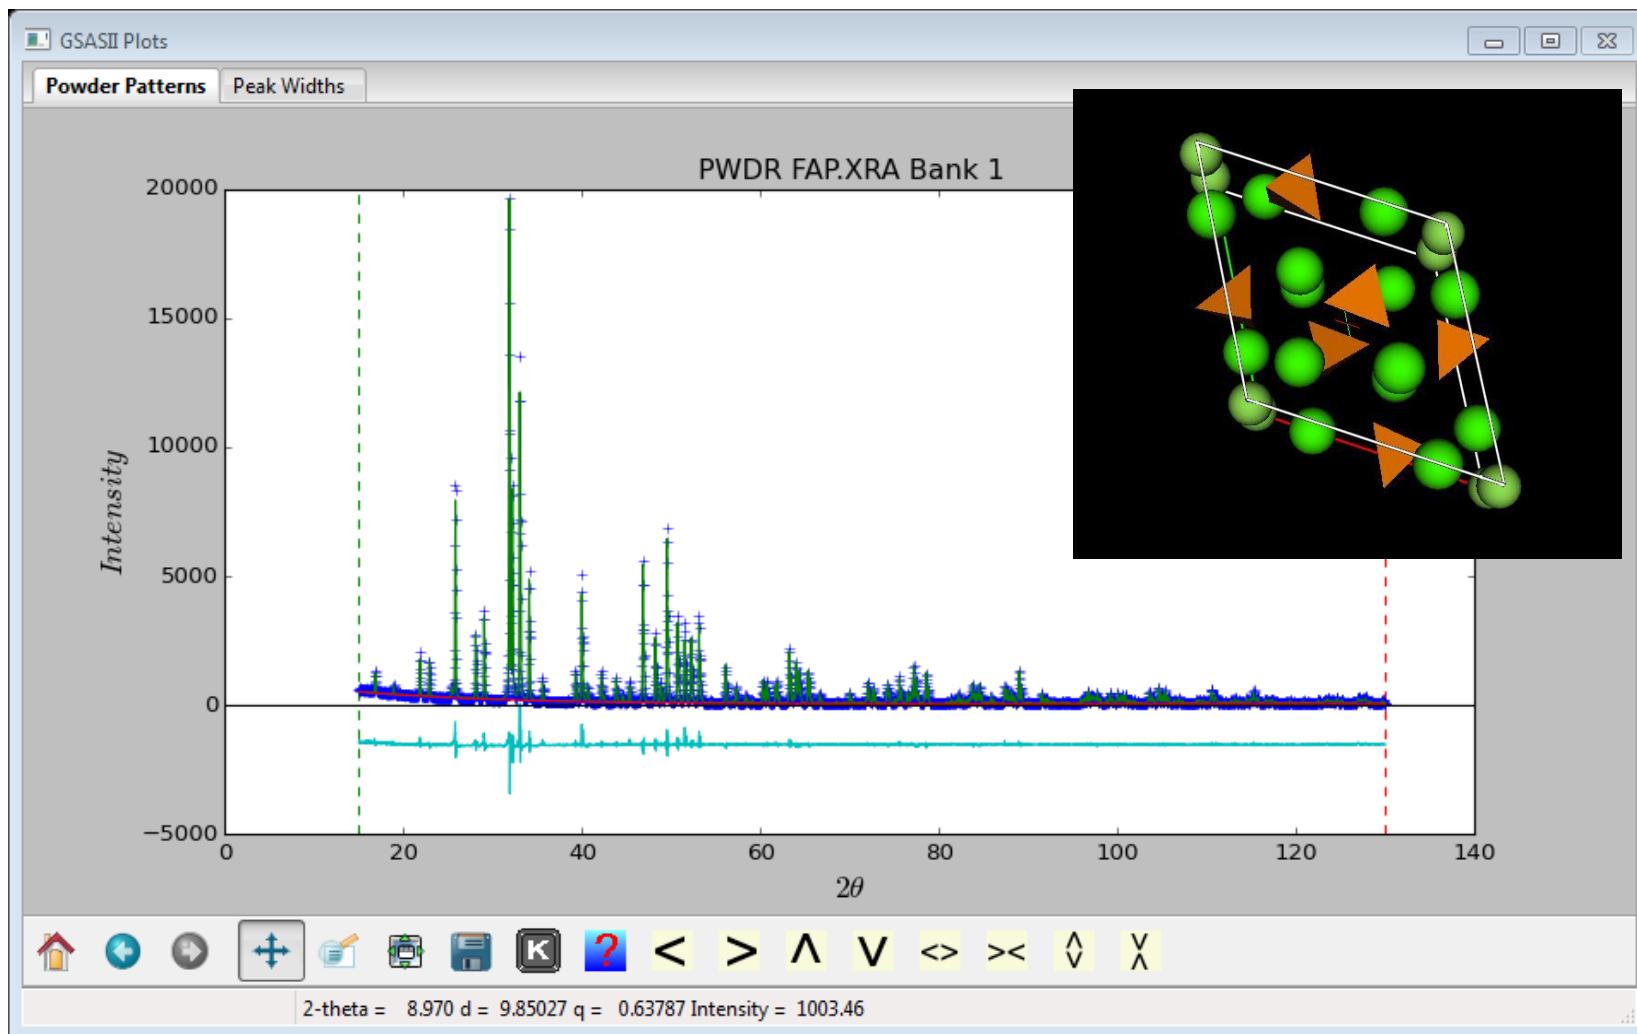 GSASII Plots
Powder Patterns Peak Widths
PWDR FAP.XRA Bank 1
20000
15000
10000
5000
0
−5000
Intensity
0 20 40 60 80 100 120 140
2θ
K ? < > Λ V <> ><
2-theta = 8.970 d = 9.85027 q = 0.63787 Intensity = 1003.46